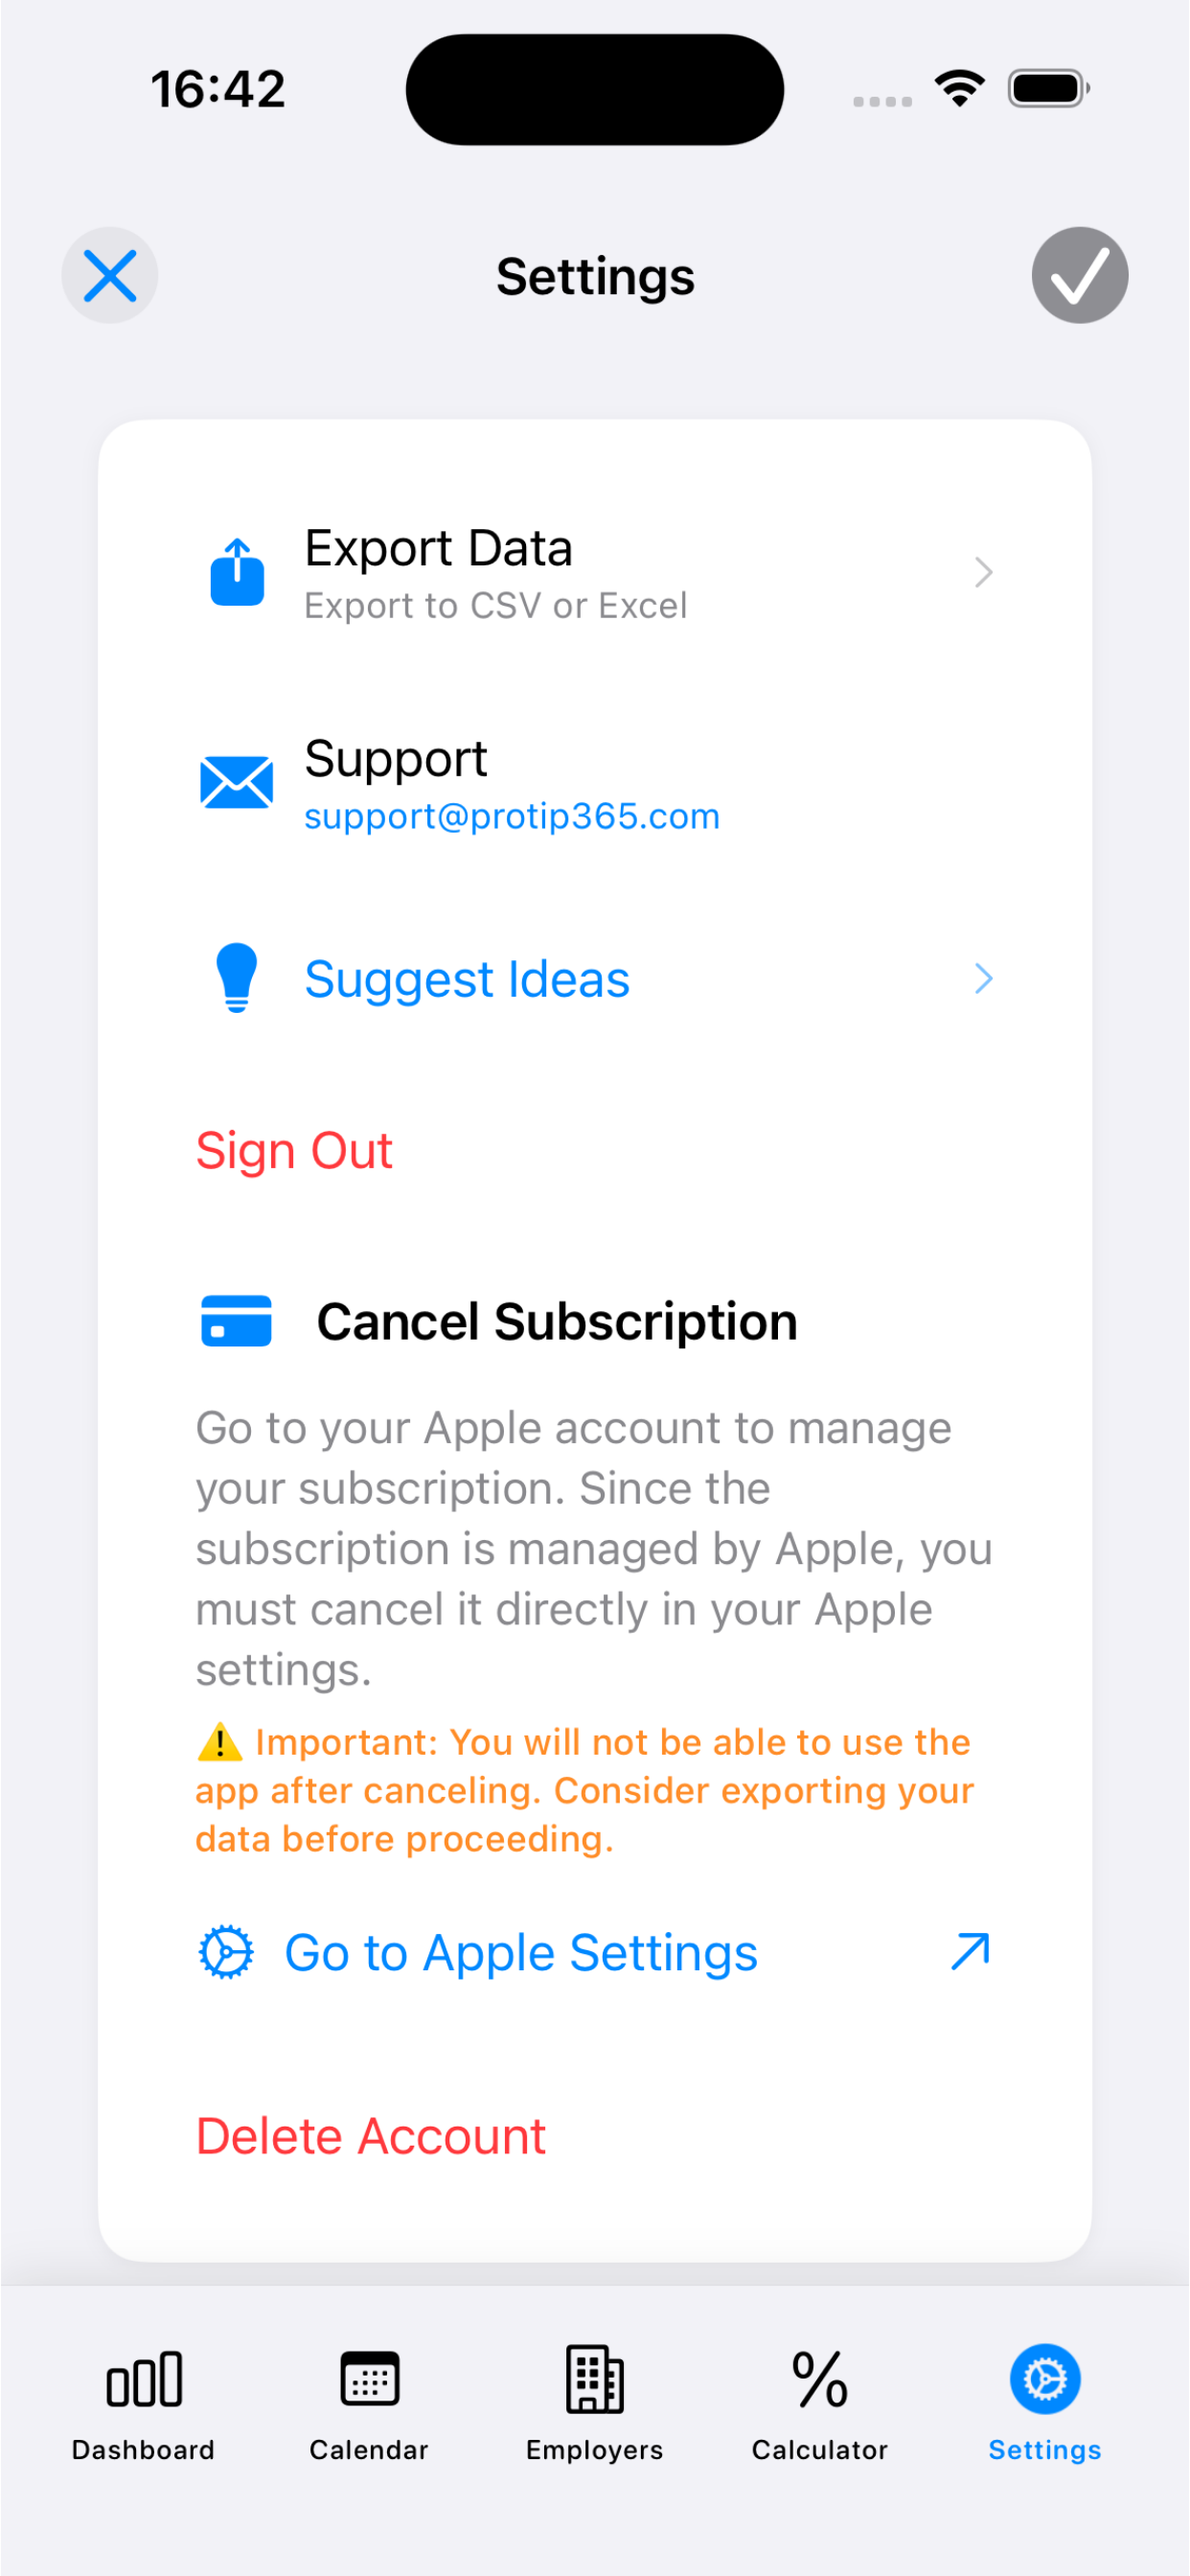 16:42
Settings
Export Data
Export to CSV or Excel
Support
support@protip365.com
Suggest Ideas
Sign Out
Cancel Subscription
Go to your Apple account to manage
your subscription. Since the
subscription is managed by Apple, you
must cancel it directly in your Apple
settings.
⚠️ Important: You will not be able to use the
app after canceling. Consider exporting your
data before proceeding.
Go to Apple Settings
Delete Account
Dashboard
Calendar
Employers
Calculator
Settings